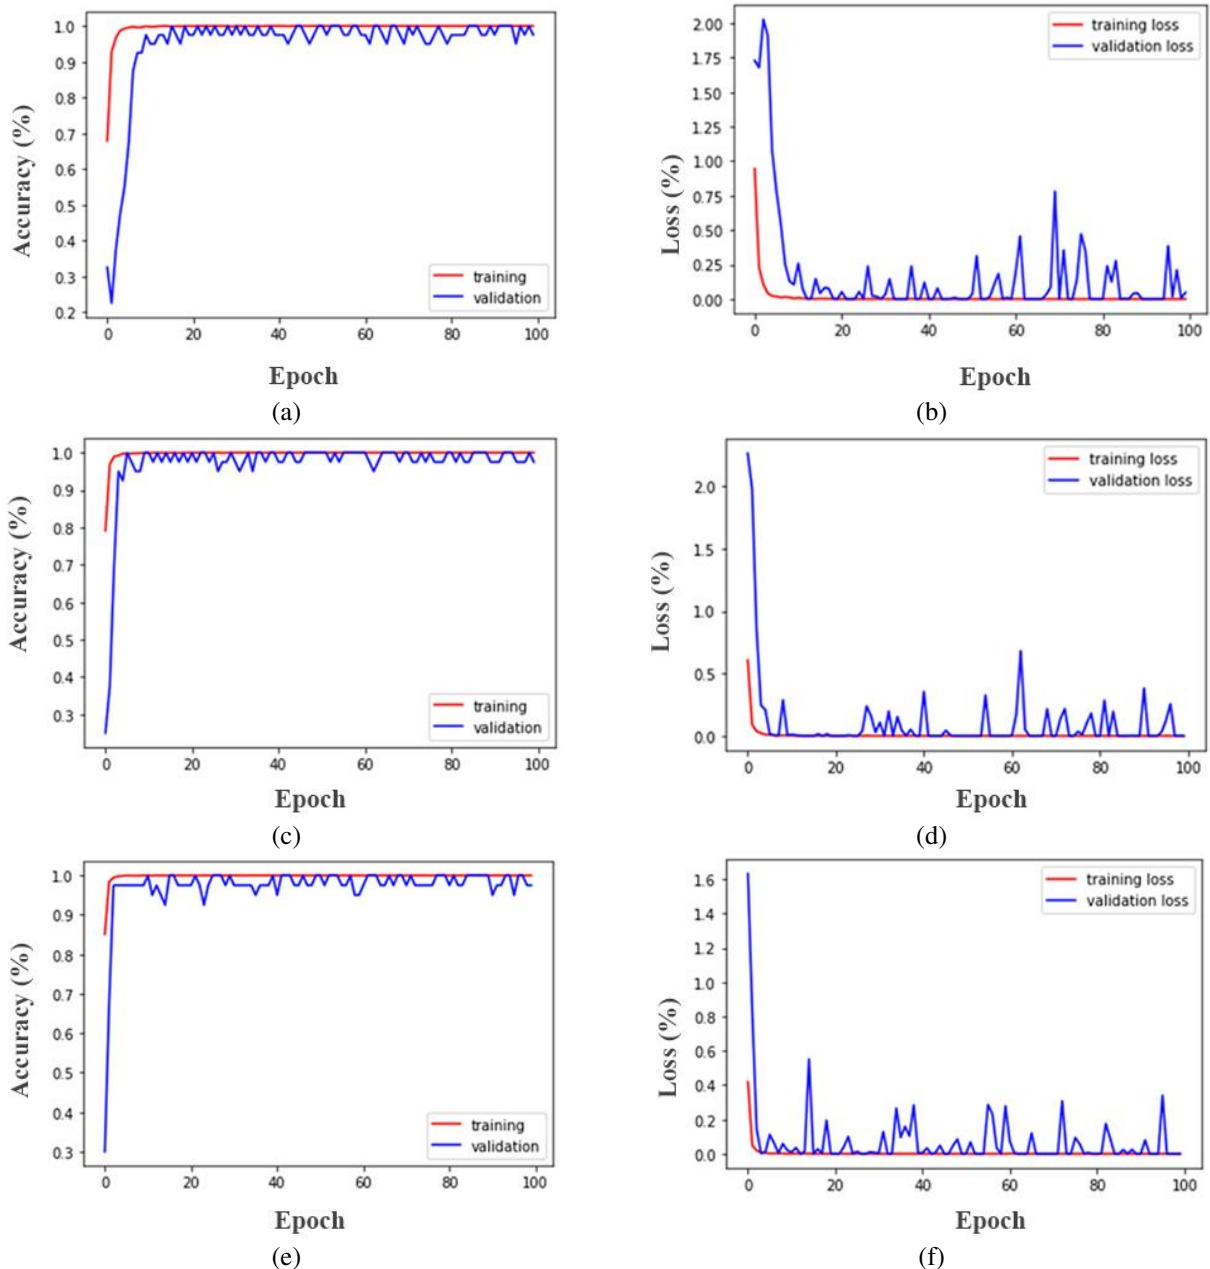 1.0
0.9
0.8
0.7
0.6
0.5
0.4
0.3
0.2
Accuracy (%)
training
validation
0 20 40 60 80 100
Epoch
(a)
2.00
1.75
1.50
1.25
1.00
0.75
0.50
0.25
0.00
Loss (%)
training loss
validation loss
0 20 40 60 80 100
Epoch
(b)
1.0
0.9
0.8
0.7
0.6
0.5
0.4
0.3
Accuracy (%)
training
validation
0 20 40 60 80 100
Epoch
(c)
2.0
1.5
1.0
0.5
0.0
Loss (%)
training loss
validation loss
0 20 40 60 80 100
Epoch
(d)
1.0
0.9
0.8
0.7
0.6
0.5
0.4
0.3
Accuracy (%)
training
validation
0 20 40 60 80 100
Epoch
(e)
1.6
1.4
1.2
1.0
0.8
0.6
0.4
0.2
0.0
Loss (%)
training loss
validation loss
0 20 40 60 80 100
Epoch
(f)